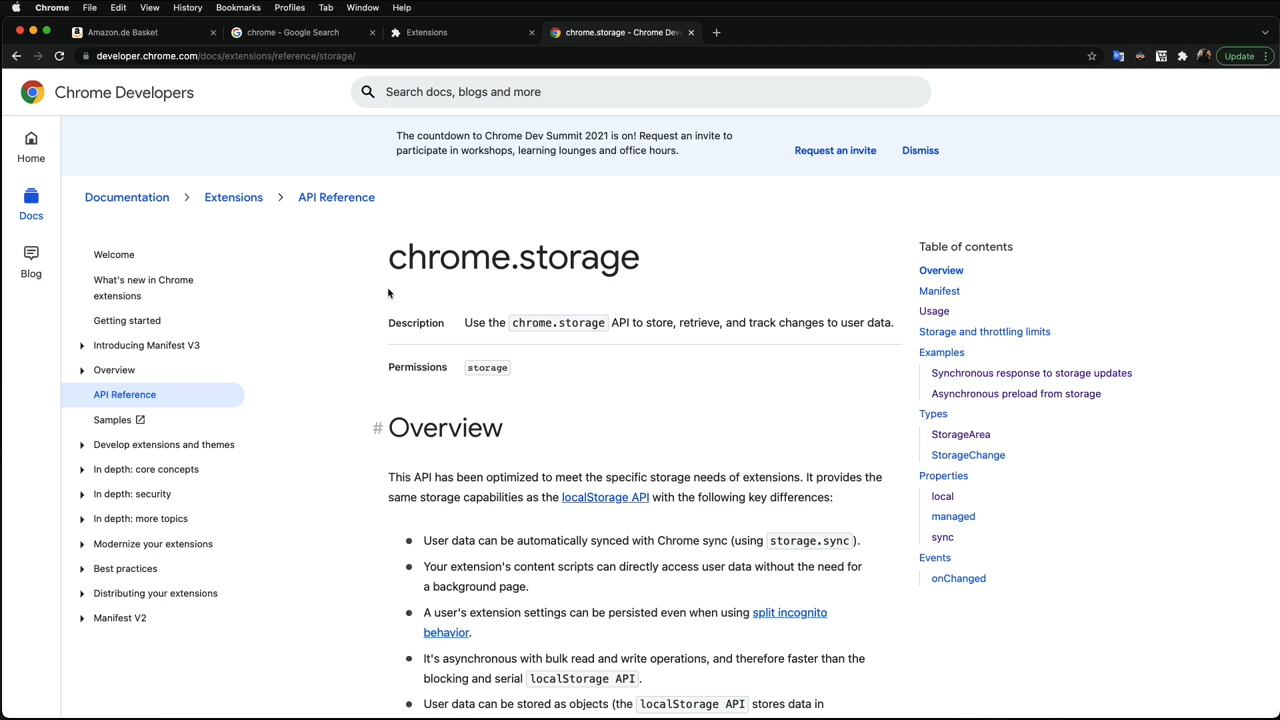 Chrome File Edit View History Bookmarks Profiles Tab Window Help
Amazon.de Basket
chrome - Google Search
Extensions
chrome.storage - Chrome Dev
developer.chrome.com/docs/extensions/reference/storage/
Update
Chrome Developers
Search docs, blogs and more
Home
Docs
Blog
The countdown to Chrome Dev Summit 2021 is on! Request an invite to
participate in workshops, learning lounges and office hours.
Request an invite
Dismiss
Documentation > Extensions > API Reference
Welcome
What's new in Chrome
extensions
Getting started
Introducing Manifest V3
Overview
API Reference
Samples
Develop extensions and themes
In depth: core concepts
In depth: security
In depth: more topics
Modernize your extensions
Best practices
Distributing your extensions
Manifest V2
chrome.storage
Description Use the chrome.storage API to store, retrieve, and track changes to user data.
Permissions storage
# Overview
This API has been optimized to meet the specific storage needs of extensions. It provides the
same storage capabilities as the localStorage API with the following key differences:
User data can be automatically synced with Chrome sync (using storage.sync).
Your extension's content scripts can directly access user data without the need for
a background page.
A user's extension settings can be persisted even when using split incognito
behavior.
It's asynchronous with bulk read and write operations, and therefore faster than the
blocking and serial localStorage API.
User data can be stored as objects (the localStorage API stores data in
Table of contents
Overview
Manifest
Usage
Storage and throttling limits
Examples
Synchronous response to storage updates
Asynchronous preload from storage
Types
StorageArea
StorageChange
Properties
local
managed
sync
Events
onChanged